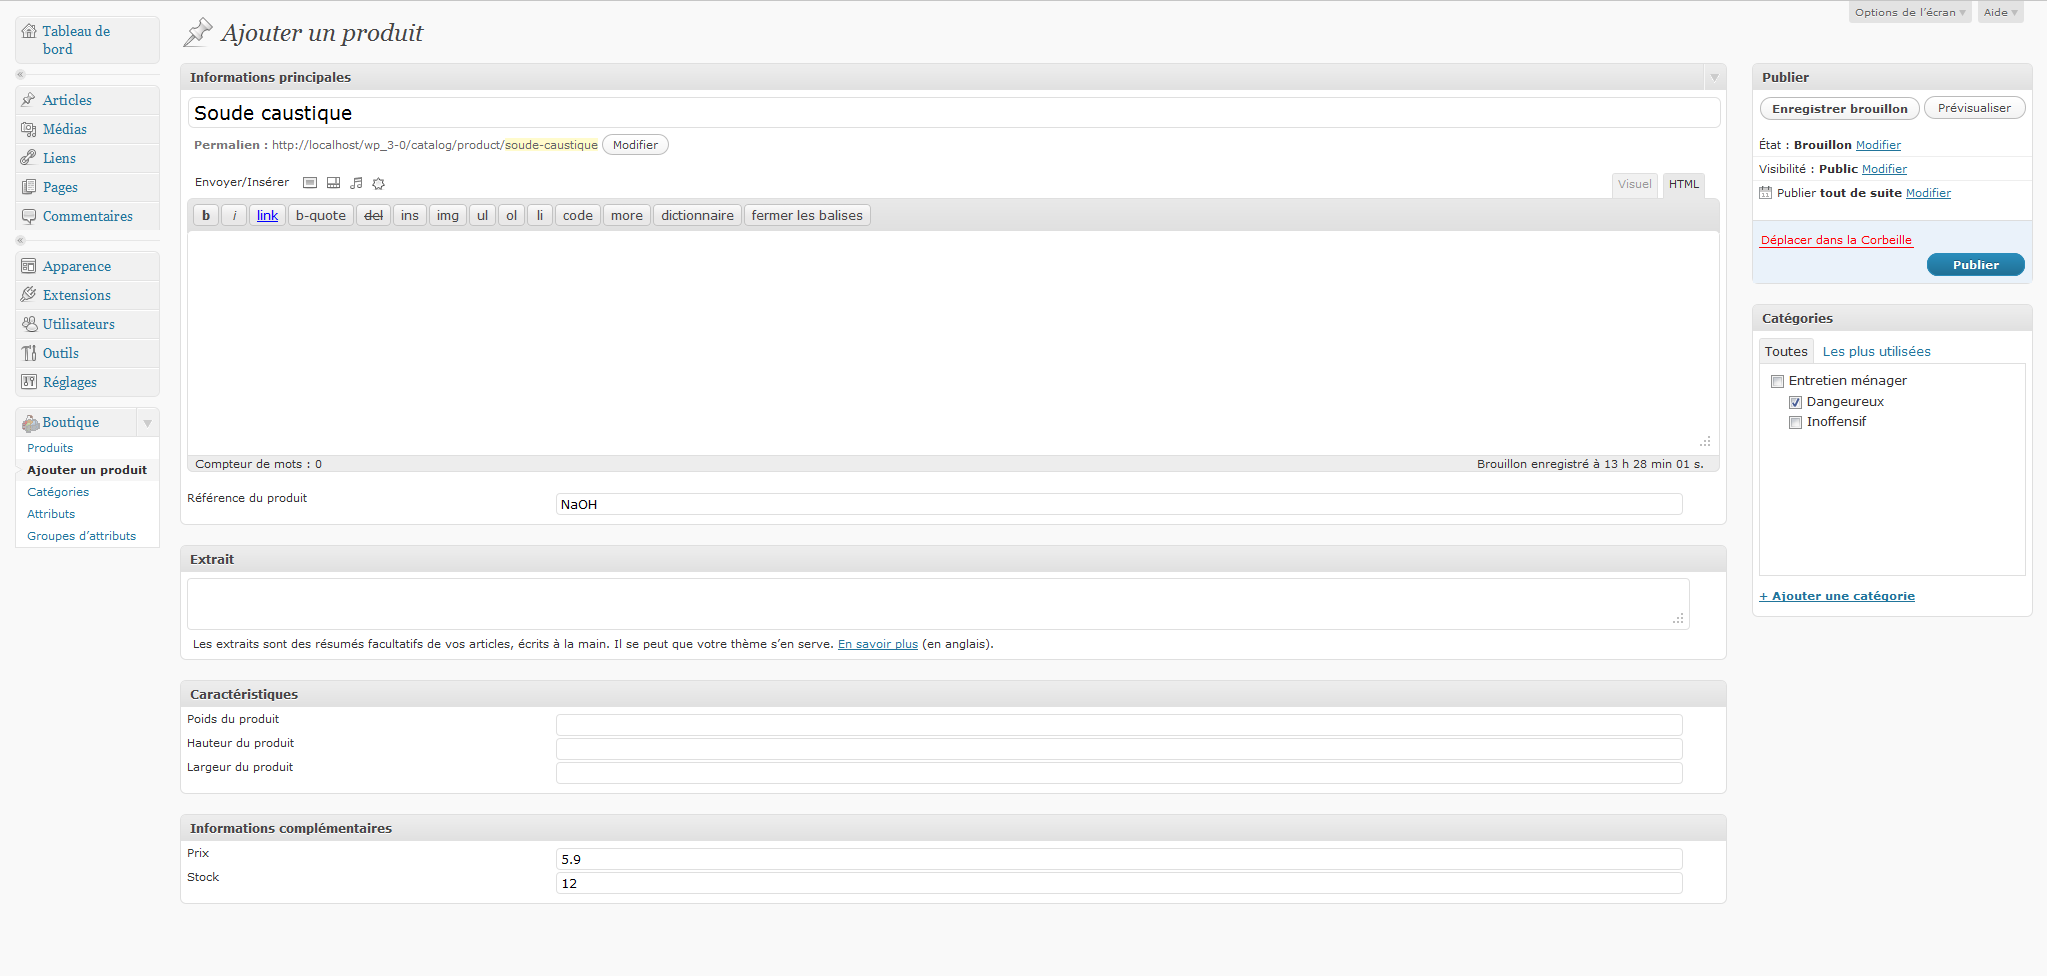 Options de l'écran
Aide
Tableau de
bord
Articles
Médias
Liens
Pages
Commentaires
Apparence
Extensions
Utilisateurs
Outils
Réglages
Boutique
Produits
Ajouter un produit
Catégories
Attributs
Groupes d'attributs
Ajouter un produit
Informations principales
Soude caustique
Permalien : http://localhost/wp_3-0/catalog/product/soude-caustique Modifier
Envoyer/Insérer
Visuel HTML
b i link b-quote del ins img ul ol li code more dictionnaire fermer les balises
Compteur de mots : 0
Brouillon enregistré à 13 h 28 min 01 s.
Référence du produit NaOH
Extrait
Les extraits sont des résumés facultatifs de vos articles, écrits à la main. Il se peut que votre thème s'en serve. En savoir plus (en anglais).
Caractéristiques
Poids du produit
Hauteur du produit
Largeur du produit
Informations complémentaires
Prix 5.9
Stock 12
Publier
Enregistrer brouillon Prévisualiser
État : Brouillon Modifier
Visibilité : Public Modifier
Publier tout de suite Modifier
Déplacer dans la Corbeille
Publier
Catégories
Toutes Les plus utilisées
Entretien ménager
Dangeureux
Inoffensif
+ Ajouter une catégorie